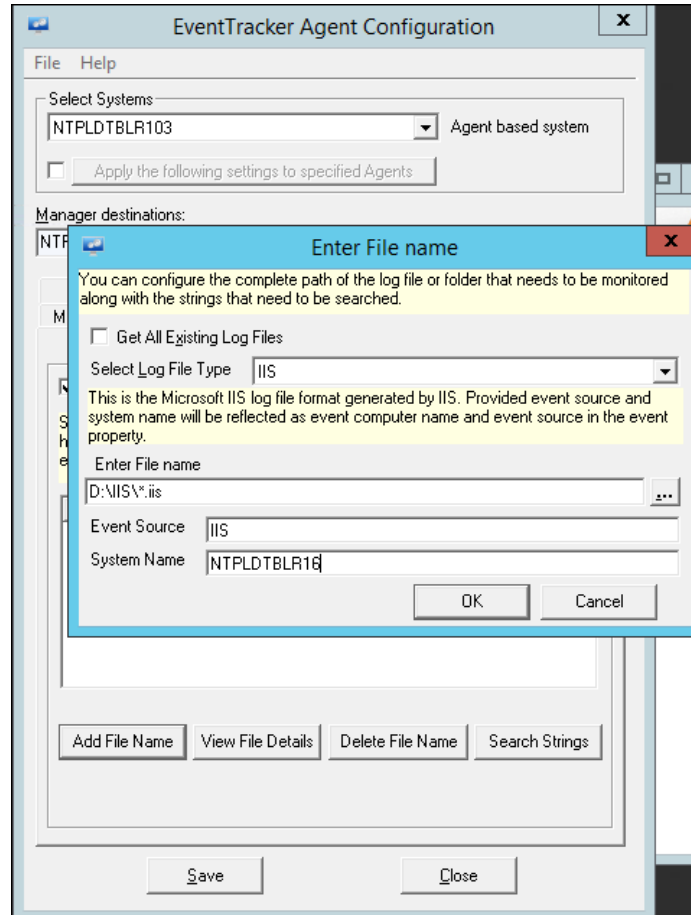 EventTracker Agent Configuration
x
File Help
Select Systems
NTPLDTBLR103
Agent based system
Apply the following settings to specified Agents
Manager destinations:
Enter File name
x
You can configure the complete path of the log file or folder that needs to be monitored
along with the strings that need to be searched.
Get All Existing Log Files
Select Log File Type
IIS
This is the Microsoft IIS log file format generated by IIS. Provided event source and
system name will be reflected as event computer name and event source in the event
property.
Enter File name
D:\IIS\*.iis
...
Event Source
IIS
System Name
NTPLDTBLR16
OK
Cancel
Add File Name
View File Details
Delete File Name
Search Strings
Save
Close